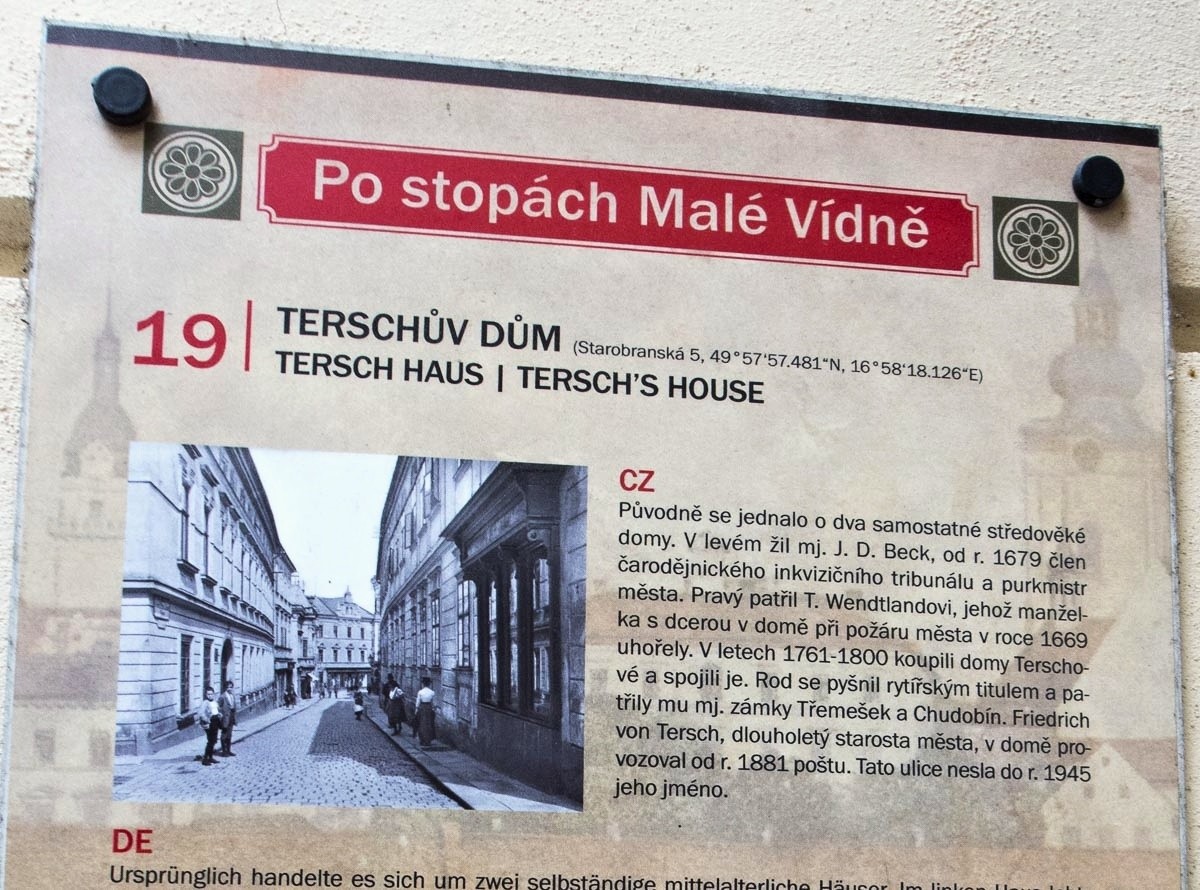 Po stopách Malé Vídně
19
TERSCHŮV DŮM (Starobranská 5, 49°57‘57.481“N, 16°58‘18.126“E)
TERSCH HAUS | TERSCH'S HOUSE
CZ
Původně se jednalo o dva samostatné středověké
domy. V levém žil mj. J. D. Beck, od r. 1679 člen
čarodějnického inkvizičního tribunálu a purkmistr
města. Pravý patřil T. Wendtlandovi, jehož manžel-
ka s dcerou v domě při požáru města v roce 1669
uhořely. V letech 1761-1800 koupili domy Terscho-
vé a spojili je. Rod se pyšnil rytířským titulem a pa-
třily mu mj. zámky Třemešek a Chudobín. Friedrich
von Tersch, dlouholetý starosta města, v domě pro-
vozoval od r. 1881 poštu. Tato ulice nesla do r. 1945
jeho jméno.
DE
Ursprünglich handelte es sich um zwei selbständige mittelalterliche Häuser. Im linken Haus lebt